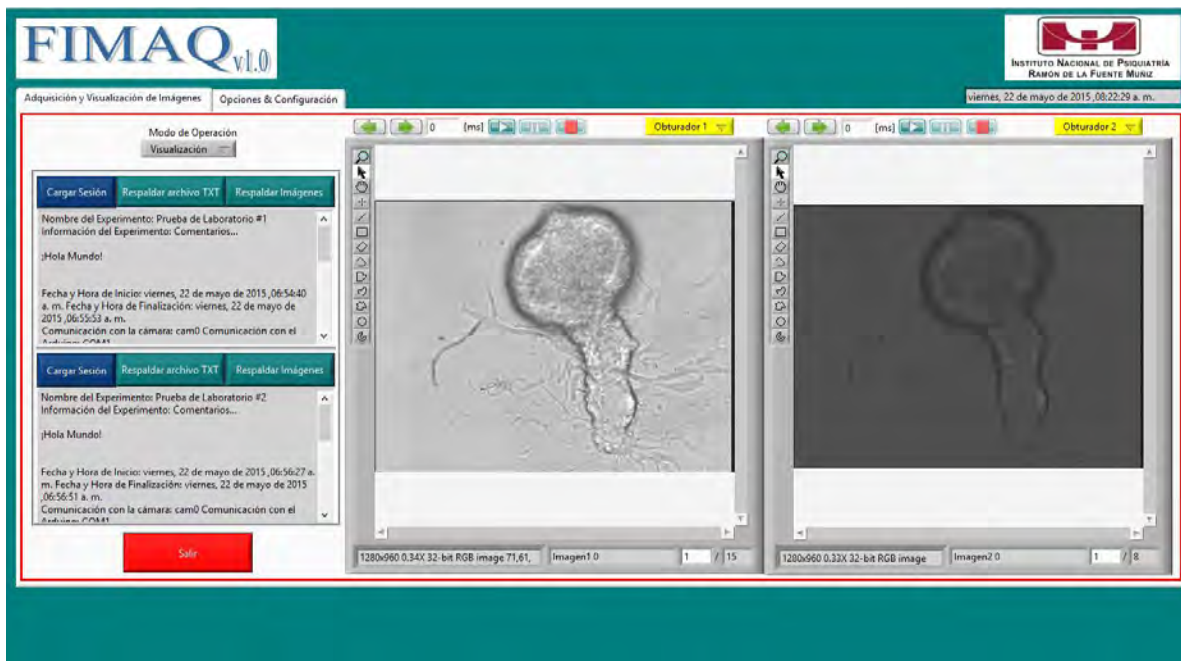 FIMAQ v1.0
INSTITUTO NACIONAL DE PSIQUIATRÍA
RAMÓN DE LA FUENTE MUÑIZ
Adquisición y Visualización de Imágenes
Opciones & Configuración
viernes, 22 de mayo de 2015 ,08:22:29 a. m.
Modo de Operación
Visualización
Cargar Sesión
Respaldar archivo TXT
Respaldar Imágenes
Nombre del Experimento: Prueba de Laboratorio #1
Información del Experimento: Comentarios...
¡Hola Mundo!
Fecha y Hora de Inicio: viernes, 22 de mayo de 2015 ,06:54:40
a. m. Fecha y Hora de Finalización: viernes, 22 de mayo de
2015 ,06:55:53 a. m.
Comunicación con la cámara: cam0 Comunicación con el
Arduino: COM1
Cargar Sesión
Respaldar archivo TXT
Respaldar Imágenes
Nombre del Experimento: Prueba de Laboratorio #2
Información del Experimento: Comentarios...
¡Hola Mundo!
Fecha y Hora de Inicio: viernes, 22 de mayo de 2015 ,06:56:27 a.
m. Fecha y Hora de Finalización: viernes, 22 de mayo de 2015
,06:56:51 a. m.
Comunicación con la cámara: cam0 Comunicación con el
Arduino: COM1
Salir
0 [ms]
Obturador 1
1280x960 0.34X 32-bit RGB image 71,61,
Imagen1 0
1 / 15
0 [ms]
Obturador 2
1280x960 0.33X 32-bit RGB image
Imagen2 0
1 / 8